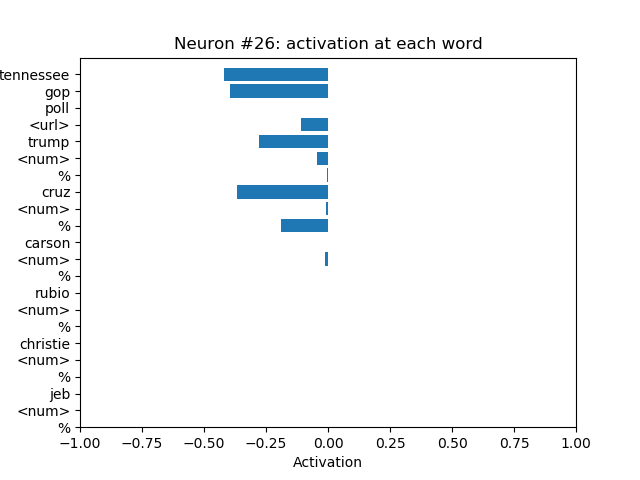 Neuron #26: activation at each word
tennessee
gop
poll
<url>
trump
<num>
%
cruz
<num>
%
carson
<num>
%
rubio
<num>
%
christie
<num>
%
jeb
<num>
%
−1.00 −0.75 −0.50 −0.25 0.00 0.25 0.50 0.75 1.00
Activation